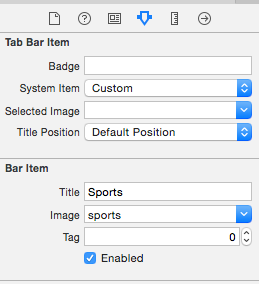 Tab Bar Item
Badge
System Item Custom
Selected Image
Title Position Default Position
Bar Item
Title Sports
Image sports
Tag 0
Enabled